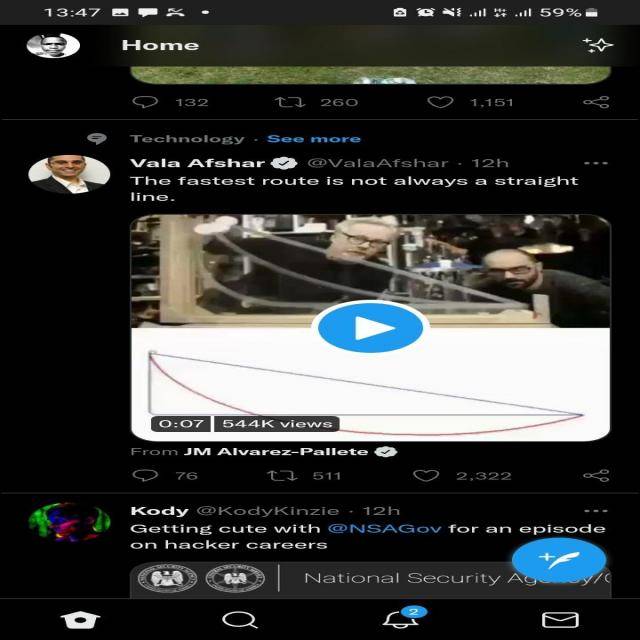 13:47
59%
Home
132 260 1,151
Technology · See more
Vala Afshar @ValaAfshar · 12h
The fastest route is not always a straight
line.
0:07 544K views
From JM Alvarez-Pallete
76 511 2,322
Kody @KodyKinzie · 12h
Getting cute with @NSAGov for an episode
on hacker careers
National Security
2